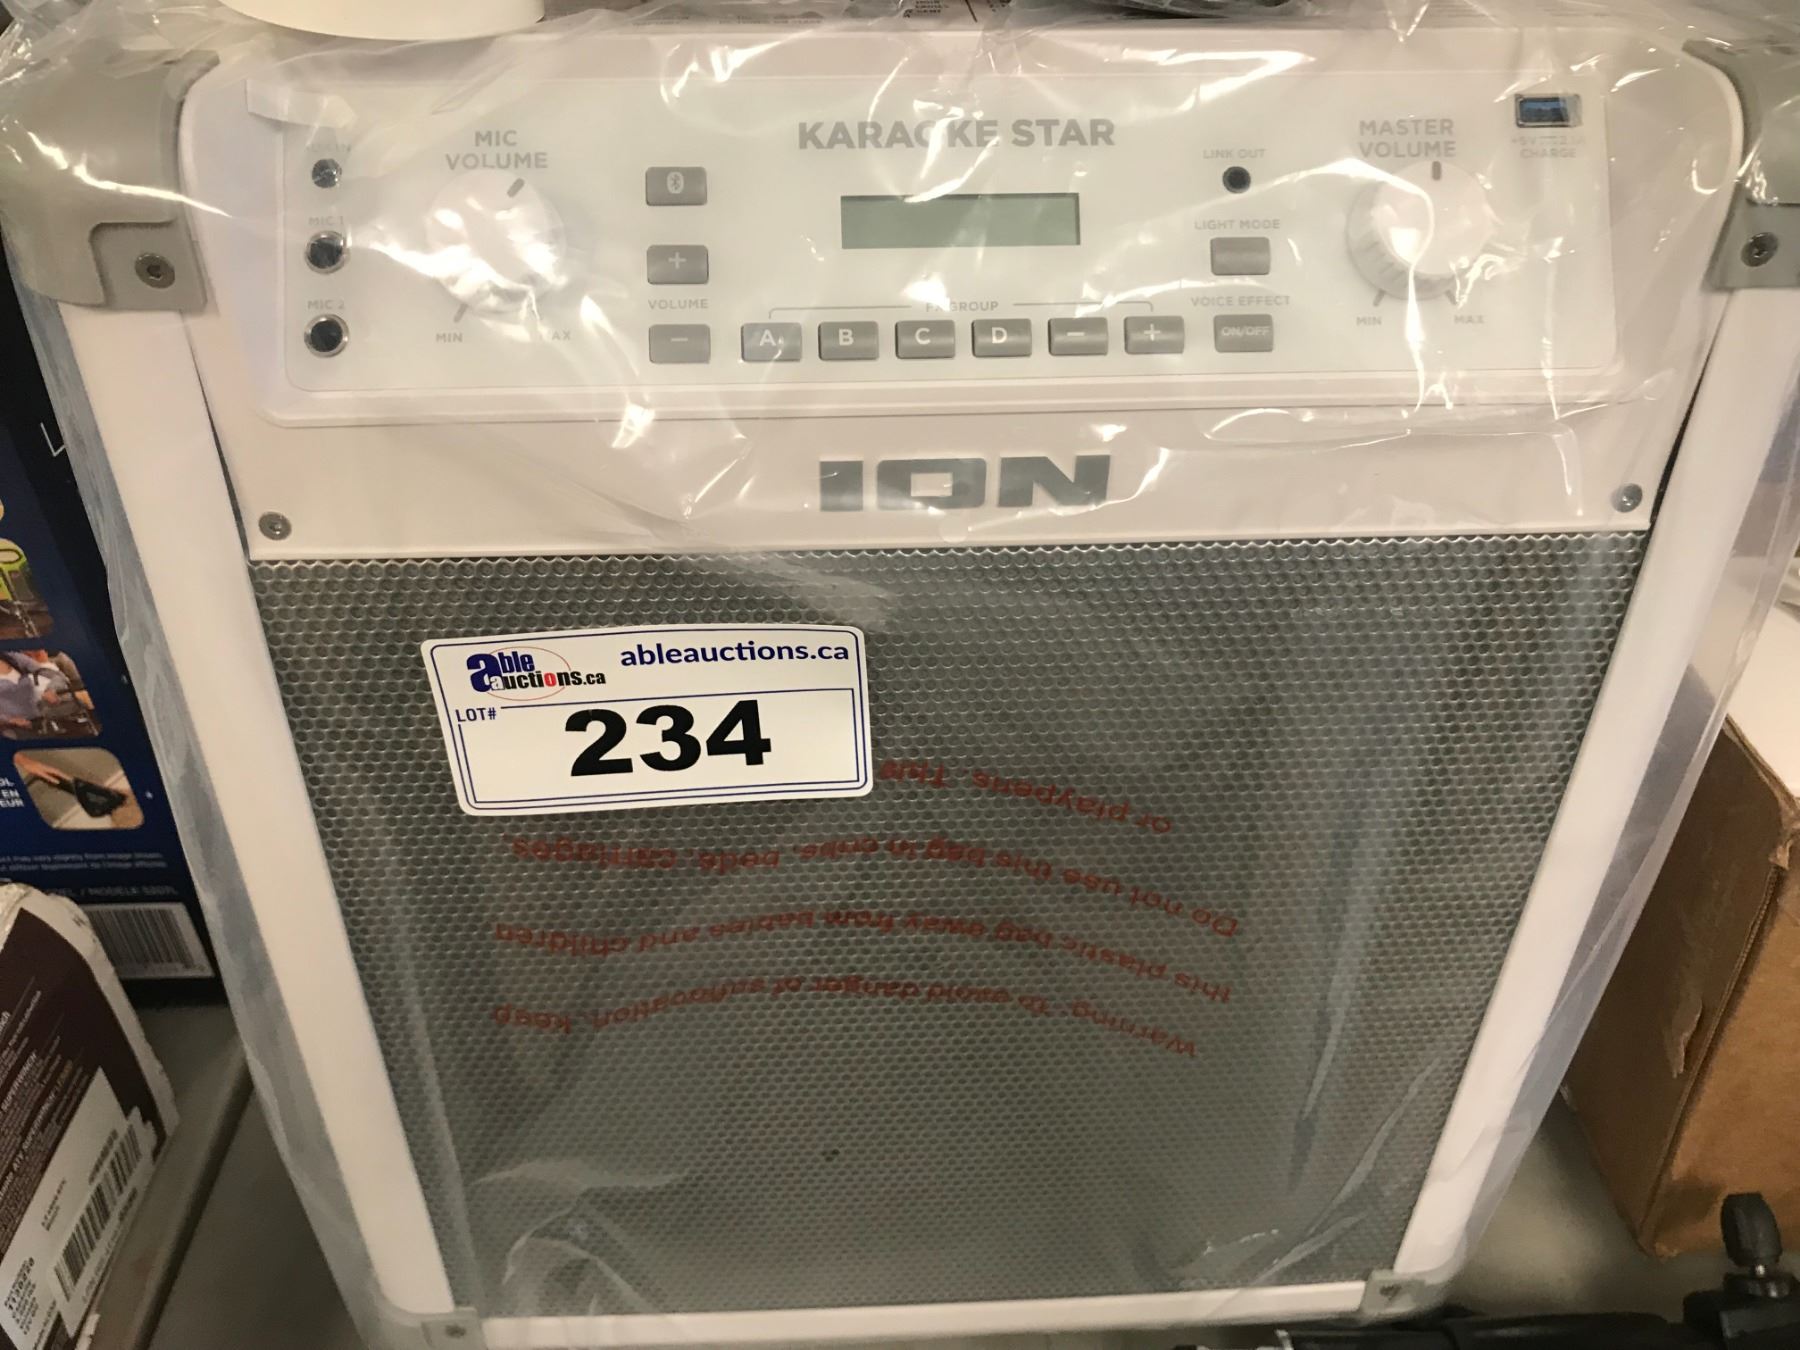 MIC
VOLUME
KARAOKE STAR
LINK OUT
MASTER
VOLUME
CHARGE
MIC 1
LIGHT MODE
MIC 2
VOLUME
FX GROUP
VOICE EFFECT
MIN
MAX
A B C D − +
ON/OFF
MIN
MAX
ION
able auctions.ca
ableauctions.ca
LOT#
234
Warning: To avoid danger of suffocation, keep
this plastic bag away from babies and children
Do not use this bag in cribs, beds, carriages,
or playpens. This